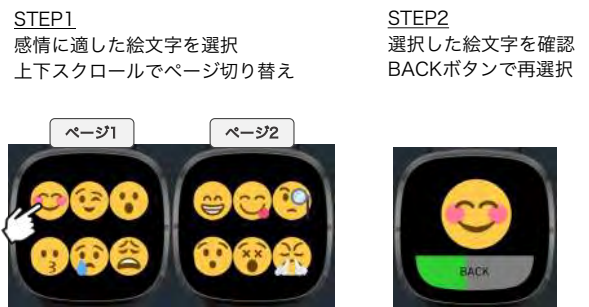 STEP1
感情に適した絵文字を選択
上下スクロールでページ切り替え
STEP2
選択した絵文字を確認
BACKボタンで再選択
ページ1
ページ2
BACK